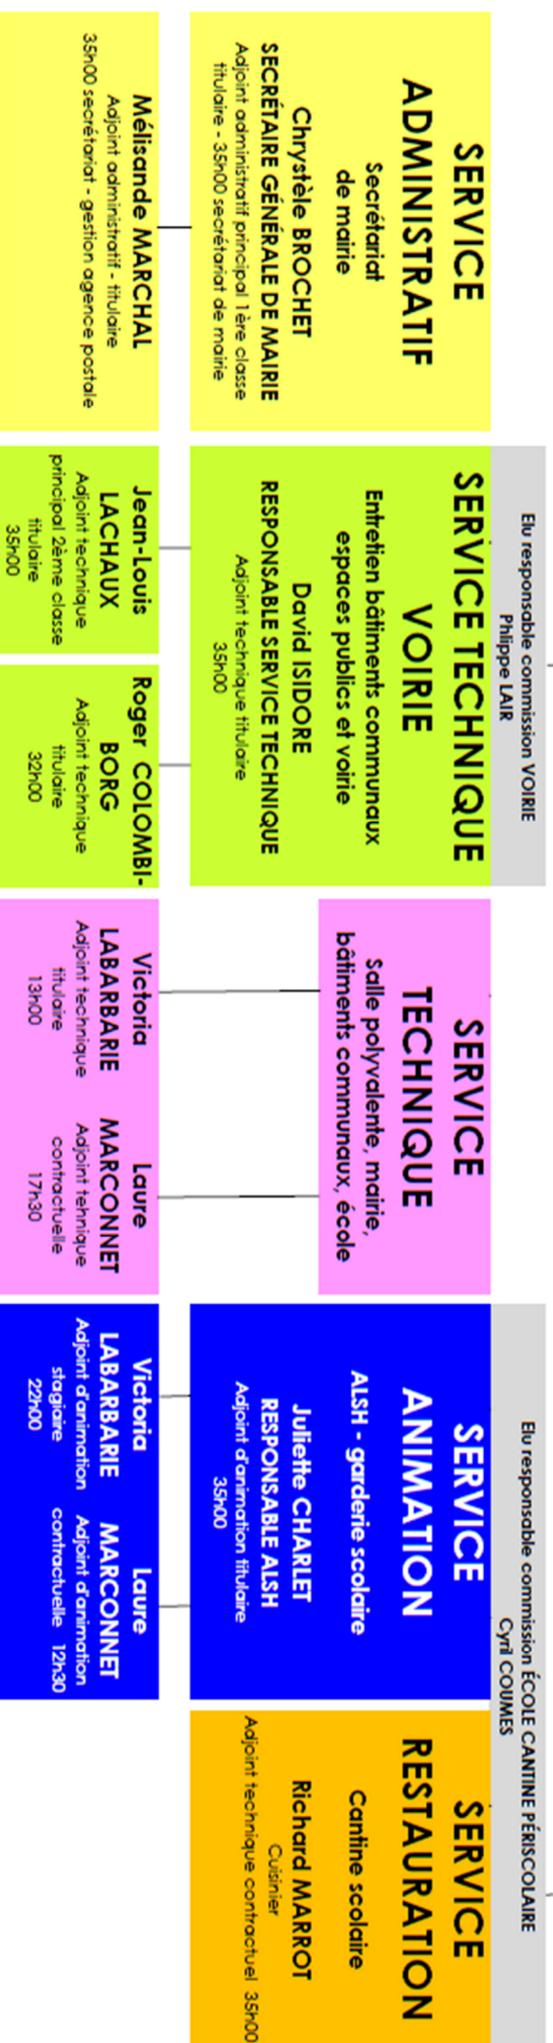 SERVICE
ADMINISTRATIF
Secrétariat
de mairie
Chrystèle BROCHET
SECRÉTAIRE GÉNÉRALE DE MAIRIE
Adjoint administratif principal 1ère classe
titulaire - 35h00 secrétariat de mairie
Mélisande MARCHAL
Adjoint administratif - titulaire
35h00 secrétariat - gestion agence postale
Elu responsable commission VOIRIE
Phlippe LAIR
SERVICE TECHNIQUE
VOIRIE
Entretien bâtiments communaux
espaces publics et voirie
David ISIDORE
RESPONSABLE SERVICE TECHNIQUE
Adjoint technique titulaire
35h00
Jean-Louis
LACHAUX
Adjoint technique
principal 2ème classe
titulaire
35h00
Roger COLOMBI-
BORG
Adjoint technique
titulaire
32h00
SERVICE
TECHNIQUE
Salle polyvalente, mairie,
bâtiments communaux, école
Victoria
LABARBARIE
Adjoint technique
titulaire
13h00
Laure
MARCONNET
Adjoint tehnique
contractuelle
17h30
Elu responsable commission ÉCOLE CANTINE PÉRISCOLAIRE
Cyril COUMES
SERVICE
ANIMATION
ALSH - garderie scolaire
Juliette CHARLET
RESPONSABLE ALSH
Adjoint d'animation titulaire
35h00
Victoria
LABARBARIE
Adjoint d'animation
stagiaire
22h00
Laure
MARCONNET
Adjoint d'animation
contractuelle 12h30
SERVICE
RESTAURATION
Cantine scolaire
Richard MARROT
Cuisinier
Adjoint technique contractuel 35h00